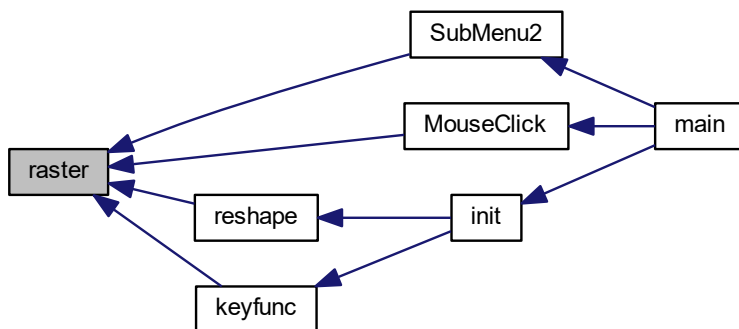 SubMenu2
MouseClick
main
raster
reshape
init
keyfunc